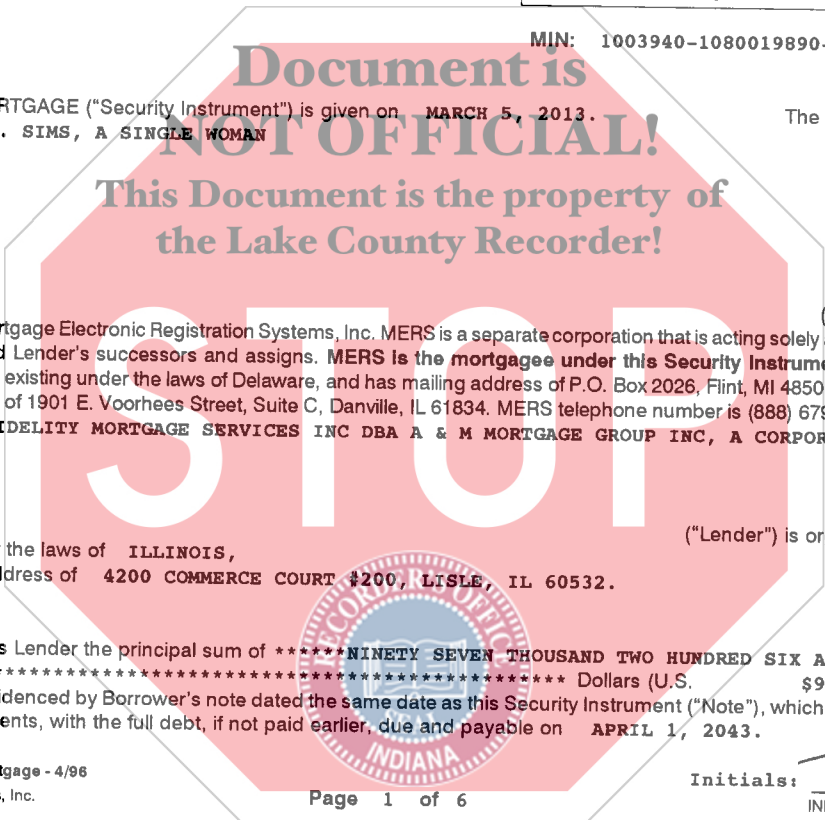 MIN: 1003940-1080019890-
Document is
RTGAGE ("Security Instrument") is given on MARCH 5, 2013. The
. SIMS, A SINGLE WOMAN
NOT OFFICIAL!
This Document is the property of
the Lake County Recorder!
STOP
rtgage Electronic Registration Systems, Inc. MERS is a separate corporation that is acting solely
d Lender's successors and assigns. MERS is the mortgagee under this Security Instrume
existing under the laws of Delaware, and has mailing address of P.O. Box 2026, Flint, MI 4850
of 1901 E. Voorhees Street, Suite C, Danville, IL 61834. MERS telephone number is (888) 679
IDELITY MORTGAGE SERVICES INC DBA A & M MORTGAGE GROUP INC, A CORPOR
("Lender") is or
the laws of ILLINOIS,
ddress of 4200 COMMERCE COURT #200, LISLE, IL 60532.
RECORDER'S OFFICE
s Lender the principal sum of ******NINETY SEVEN THOUSAND TWO HUNDRED SIX A
************************************************ Dollars (U.S. $9
idenced by Borrower's note dated the same date as this Security Instrument ("Note"), which
ents, with the full debt, if not paid earlier, due and payable on APRIL 1, 2043.
SEAL
INDIANA
tgage - 4/96
s, Inc.
Page 1 of 6
Initials:
INI